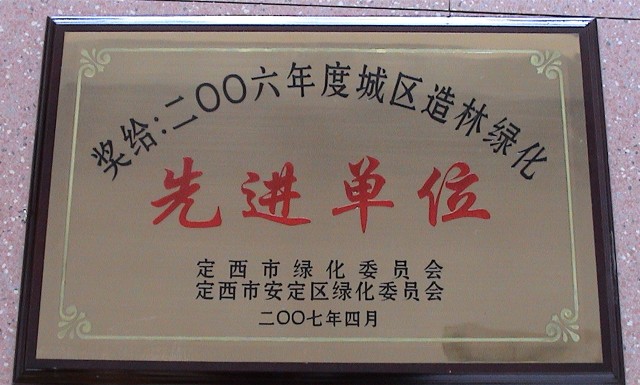 奖给:二〇〇六年度城区造林绿化
先进单位
定西市绿化委员会
定西市安定区绿化委员会
二〇〇七年四月